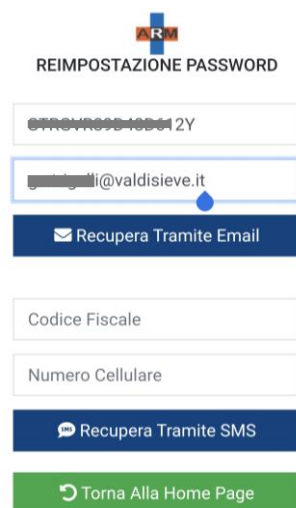 ARM
REIMPOSTAZIONE PASSWORD
2Y
i@valdisieve.it
Recupera Tramite Email
Codice Fiscale
Numero Cellulare
SMS Recupera Tramite SMS
Torna Alla Home Page